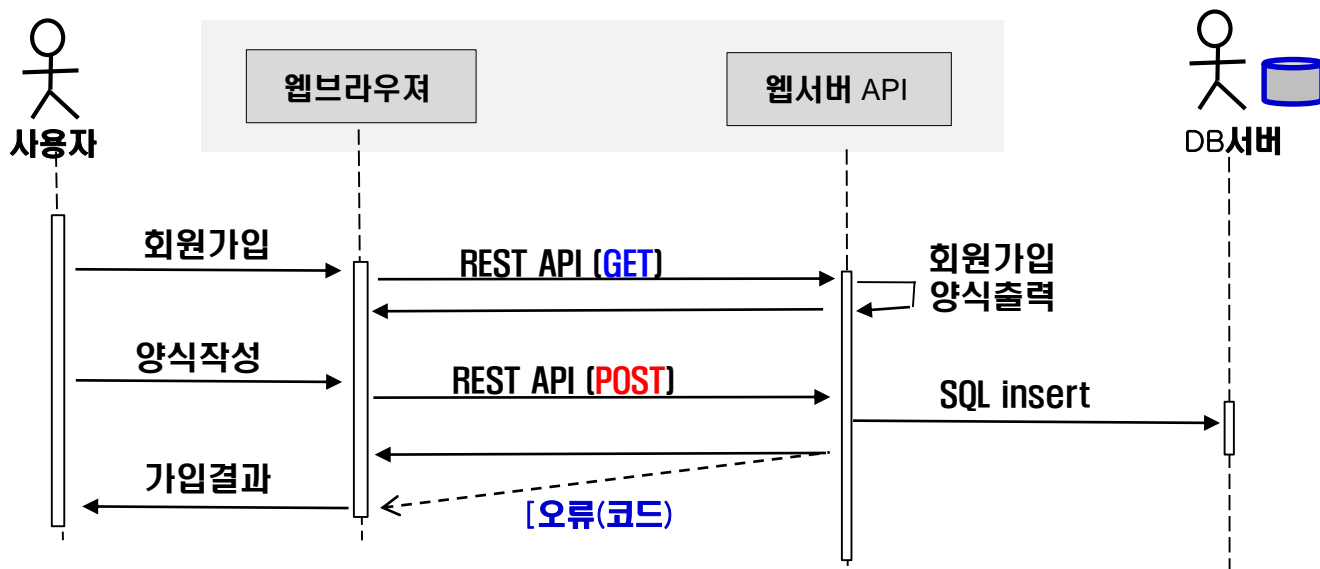 웹브라우져
웹서버 API
사용자
DB서버
회원가입
REST API (GET)
회원가입
양식출력
양식작성
REST API (POST)
SQL insert
가입결과
[오류(코드)